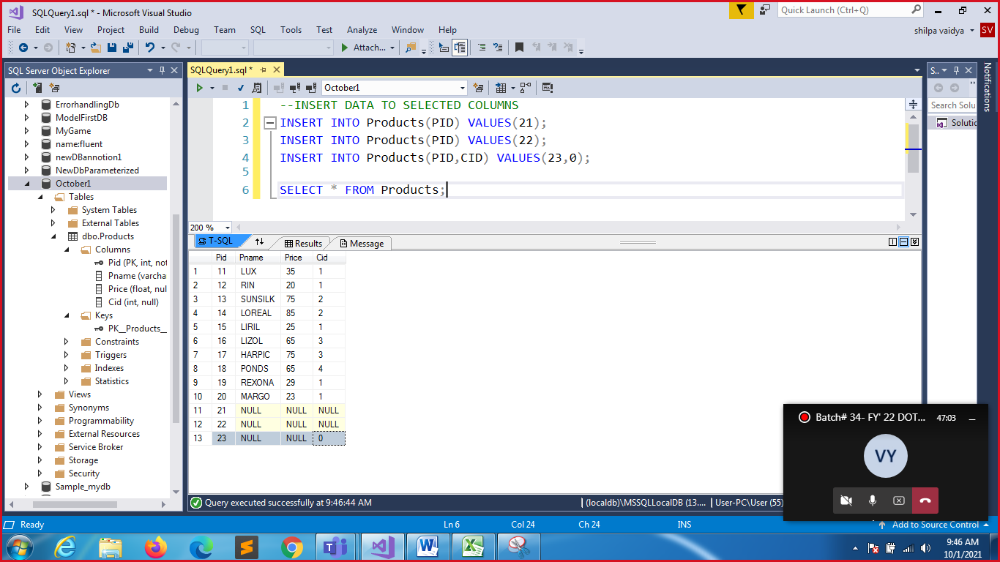 SQLQuery1.sql * - Microsoft Visual Studio
Quick Launch (Ctrl+Q)
File Edit View Project Build Debug Team SQL Tools Test Analyze Window Help
shilpa vaidya SV
Attach...
SQL Server Object Explorer
SQLQuery1.sql *
S..
Notifications
October1
Search Solu
Solutic
ErrorhandlingDb
ModelFirstDB
MyGame
name:fluent
newDBannotion1
NewDbParameterized
October1
Tables
System Tables
External Tables
dbo.Products
Columns
Pid (PK, int, not
Pname (varcha
Price (float, nul
Cid (int, null)
Keys
PK__Products__
Constraints
Triggers
Indexes
Statistics
Views
Synonyms
Programmability
External Resources
Service Broker
Storage
Security
Sample_mydb
1 --INSERT DATA TO SELECTED COLUMNS
2 INSERT INTO Products(PID) VALUES(21);
3 INSERT INTO Products(PID) VALUES(22);
4 INSERT INTO Products(PID,CID) VALUES(23,0);
5
6 SELECT * FROM Products;
200 %
T-SQL Results Message
Pid Pname Price Cid
1 11 LUX 35 1
2 12 RIN 20 1
3 13 SUNSILK 75 2
4 14 LOREAL 85 2
5 15 LIRIL 25 1
6 16 LIZOL 65 3
7 17 HARPIC 75 3
8 18 PONDS 65 4
9 19 REXONA 29 1
10 20 MARGO 23 1
11 21 NULL NULL NULL
12 22 NULL NULL NULL
13 23 NULL NULL 0
Batch# 34- FY' 22 DOT... 47:03
VY
Query executed successfully at 9:46:44 AM
(localdb)\MSSQLLocalDB (13....
User-PC\User (55)
Ready Ln 6 Col 24 Ch 24 INS Add to Source Control
9:46 AM
10/1/2021